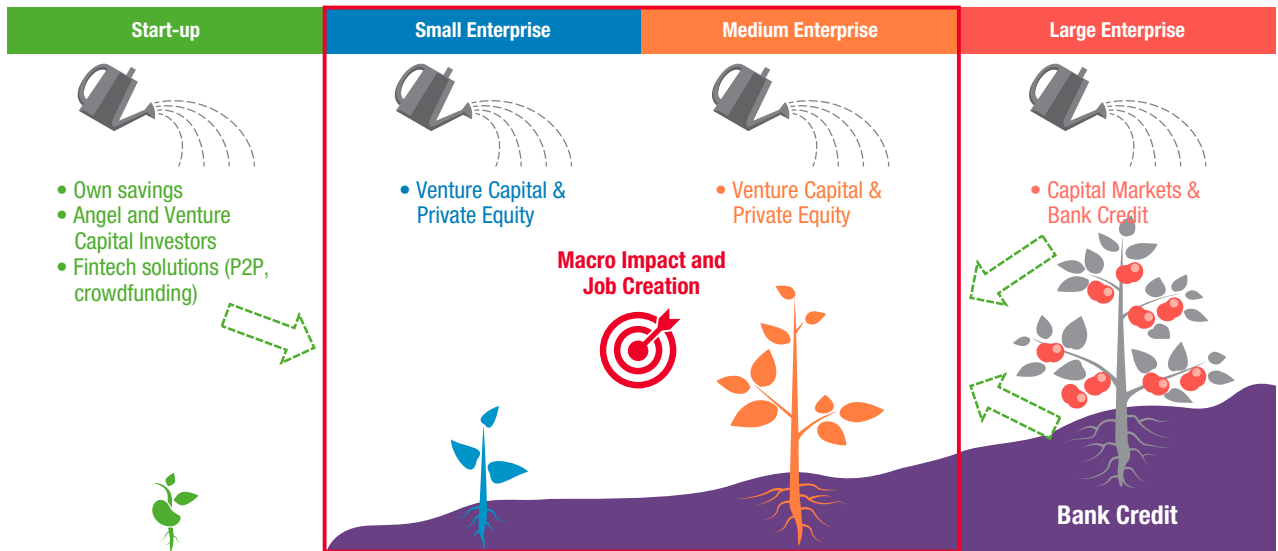 Start-up
Small Enterprise
Medium Enterprise
Large Enterprise
• Own savings
• Angel and Venture
Capital Investors
• Fintech solutions (P2P,
crowdfunding)
• Venture Capital &
Private Equity
• Venture Capital &
Private Equity
• Capital Markets &
Bank Credit
Macro Impact and
Job Creation
Bank Credit